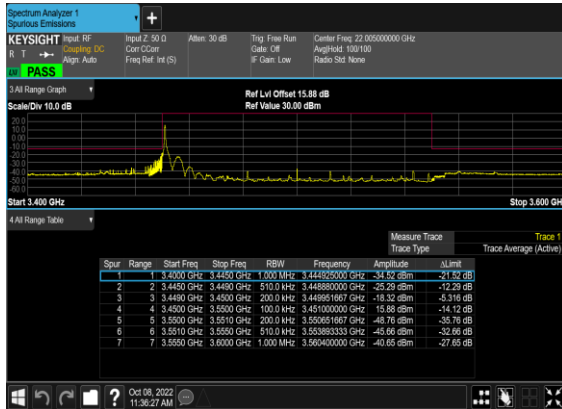 Spectrum Analyzer 1
Spurious Emissions
KEYSIGHT Input: RF Input Z: 50 Ω Atten: 30 dB Trig: Free Run Center Freq: 22.005000000 GHz
R T Coupling: DC Corr CCorr Gate: Off Avg|Hold: 100/100
Align: Auto Freq Ref: Int (S) IF Gain: Low Radio Std: None
PASS
3 All Range Graph
Ref Lvl Offset 15.88 dB
Scale/Div 10.0 dB Ref Value 30.00 dBm
20.0
10.0
0.00
-10.0
-20.0
-30.0
-40.0
-50.0
-60.0
Start 3.400 GHz Stop 3.600 GH
4 All Range Table
Measure Trace Trace 1
Trace Type Trace Average (Active)
Spur Range Start Freq Stop Freq RBW Frequency Amplitude ΔLimit
1 1 3.4000 GHz 3.4450 GHz 1.000 MHz 3.444925000 GHz -34.52 dBm -21.52 dB
2 2 3.4450 GHz 3.4490 GHz 510.0 kHz 3.448880000 GHz -25.29 dBm -12.29 dB
3 3 3.4490 GHz 3.4500 GHz 200.0 kHz 3.449951667 GHz -18.32 dBm -5.316 dB
4 4 3.4500 GHz 3.5500 GHz 100.0 kHz 3.451000000 GHz 15.88 dBm -14.12 dB
5 5 3.5500 GHz 3.5510 GHz 200.0 kHz 3.550651667 GHz -48.76 dBm -35.76 dB
6 6 3.5510 GHz 3.5550 GHz 510.0 kHz 3.553893333 GHz -45.66 dBm -32.66 dB
7 7 3.5550 GHz 3.6000 GHz 1.000 MHz 3.560400000 GHz -40.65 dBm -27.65 dB
Oct 08, 2022
11:36:27 AM